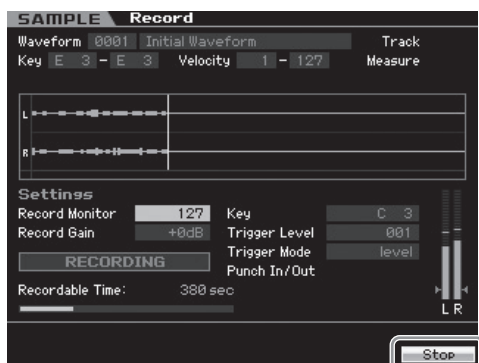 SAMPLE Record
Waveform 0001 Initial Waveform Track
Key E 3 - E 3 Velocity 1 - 127 Measure
L
R
Settings
Record Monitor 127 Key C 3
Record Gain +0dB Trigger Level 001
Trigger Mode level
RECORDING Punch In/Out
Recordable Time: 380 sec
L R
Stop